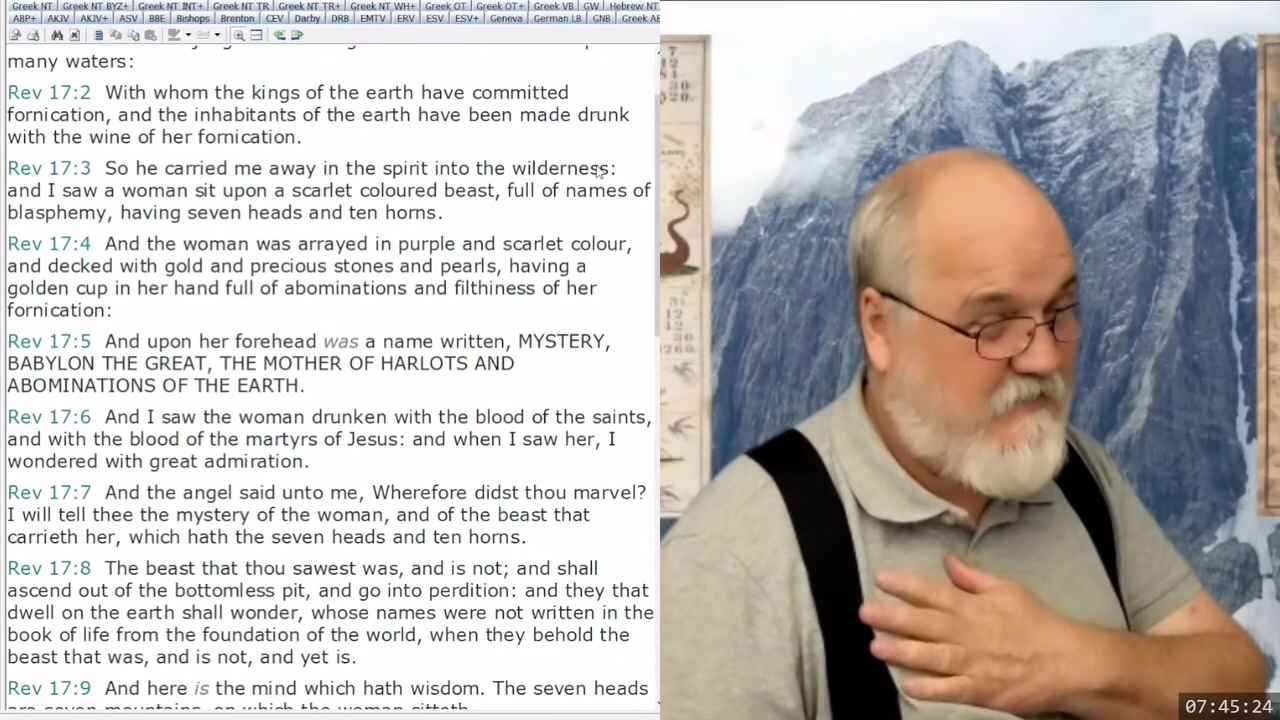 Greek NT Greek NT BYZ+ Greek NT INT+ Greek NT TR Greek NT TR+ Greek NT WH+ Greek OT Greek OT+ Greek VB GW Hebrew NT
ABP+ AKJV AKJV+ ASV BBE Bishops Brenton CEV Darby DRB EMTV ERV ESV ESV+ Geneva German LB GNB Greek AB
many waters:
Rev 17:2 With whom the kings of the earth have committed
fornication, and the inhabitants of the earth have been made drunk
with the wine of her fornication.
Rev 17:3 So he carried me away in the spirit into the wilderness:
and I saw a woman sit upon a scarlet coloured beast, full of names of
blasphemy, having seven heads and ten horns.
Rev 17:4 And the woman was arrayed in purple and scarlet colour,
and decked with gold and precious stones and pearls, having a
golden cup in her hand full of abominations and filthiness of her
fornication:
Rev 17:5 And upon her forehead was a name written, MYSTERY,
BABYLON THE GREAT, THE MOTHER OF HARLOTS AND
ABOMINATIONS OF THE EARTH.
Rev 17:6 And I saw the woman drunken with the blood of the saints,
and with the blood of the martyrs of Jesus: and when I saw her, I
wondered with great admiration.
Rev 17:7 And the angel said unto me, Wherefore didst thou marvel?
I will tell thee the mystery of the woman, and of the beast that
carrieth her, which hath the seven heads and ten horns.
Rev 17:8 The beast that thou sawest was, and is not; and shall
ascend out of the bottomless pit, and go into perdition: and they that
dwell on the earth shall wonder, whose names were not written in the
book of life from the foundation of the world, when they behold the
beast that was, and is not, and yet is.
Rev 17:9 And here is the mind which hath wisdom. The seven heads
are seven mountains, on which the woman sitteth.
07:45:24